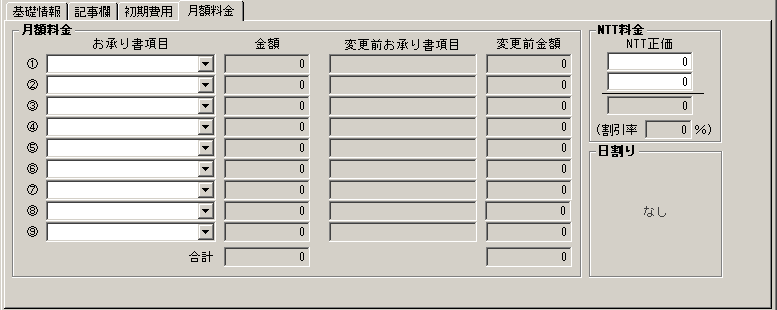 基礎情報 記事欄 初期費用 月額料金
月額料金
お承り書項目 金額 変更前お承り書項目 変更前金額
① 0 0
② 0 0
③ 0 0
④ 0 0
⑤ 0 0
⑥ 0 0
⑦ 0 0
⑧ 0 0
⑨ 0 0
合計 0 0
NTT料金
NTT正価
0
0
0
(割引率 0 %)
日割り
なし